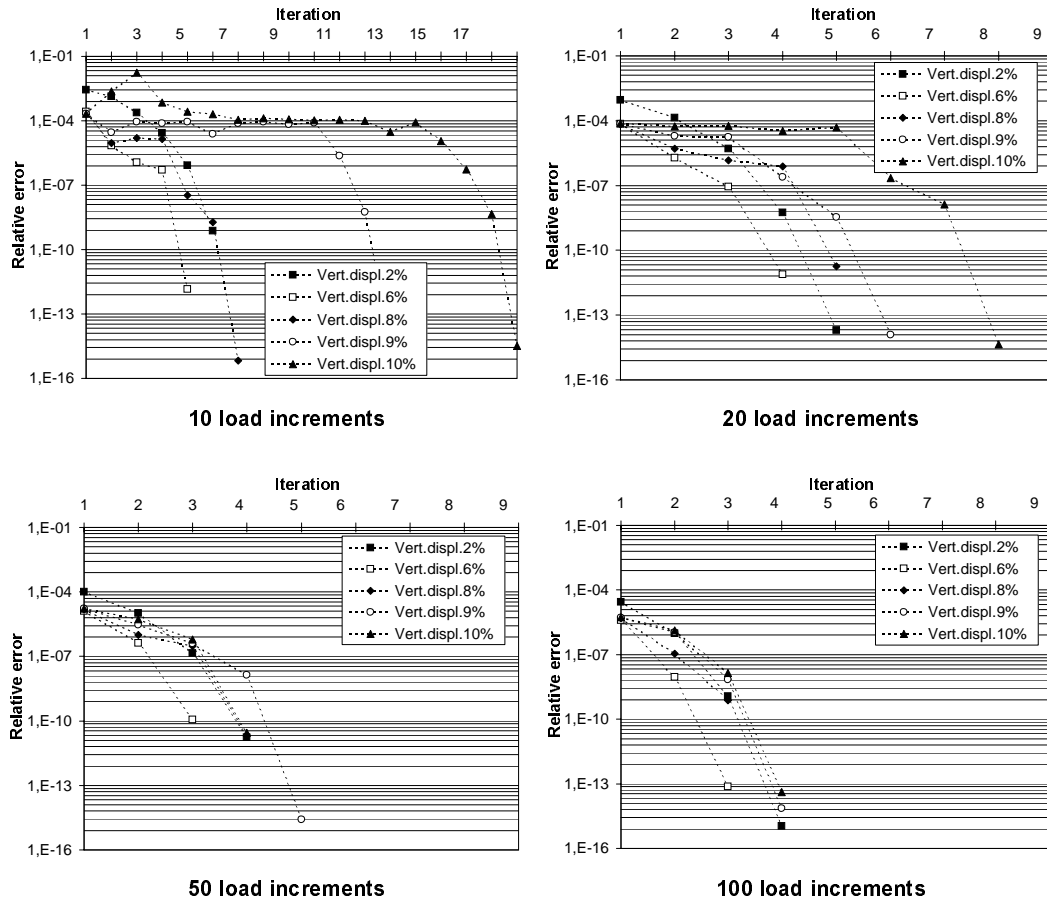 Iteration
1 3 5 7 9 11 13 15 17
1,E-01
1,E-04
1,E-07
1,E-10
1,E-13
1,E-16
Relative error
Vert.displ.2%
Vert.displ.6%
Vert.displ.8%
Vert.displ.9%
Vert.displ.10%
10 load increments
Iteration
1 2 3 4 5 6 7 8 9
1,E-01
1,E-04
1,E-07
1,E-10
1,E-13
1,E-16
Relative error
Vert.displ.2%
Vert.displ.6%
Vert.displ.8%
Vert.displ.9%
Vert.displ.10%
20 load increments
Iteration
1 2 3 4 5 6 7 8 9
1,E-01
1,E-04
1,E-07
1,E-10
1,E-13
1,E-16
Relative error
Vert.displ.2%
Vert.displ.6%
Vert.displ.8%
Vert.displ.9%
Vert.displ.10%
50 load increments
Iteration
1 2 3 4 5 6 7 8 9
1,E-01
1,E-04
1,E-07
1,E-10
1,E-13
1,E-16
Relative error
Vert.displ.2%
Vert.displ.6%
Vert.displ.8%
Vert.displ.9%
Vert.displ.10%
100 load increments